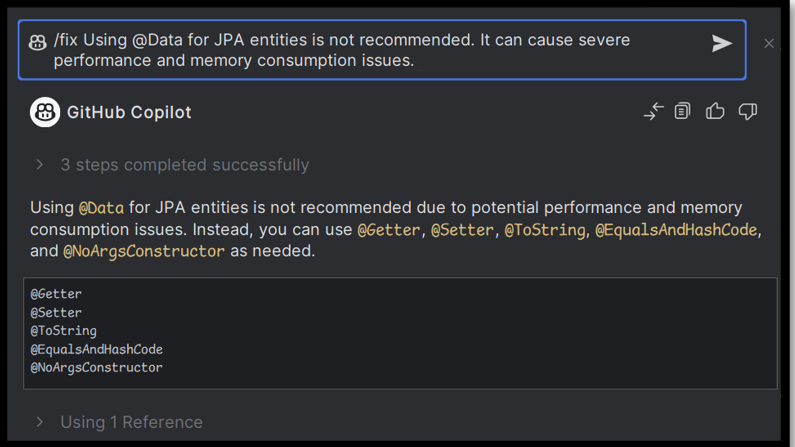 /fix Using @Data for JPA entities is not recommended. It can cause severe
performance and memory consumption issues.
GitHub Copilot
3 steps completed successfully
Using @Data for JPA entities is not recommended due to potential performance and memory
consumption issues. Instead, you can use @Getter, @Setter, @ToString, @EqualsAndHashCode,
and @NoArgsConstructor as needed.
@Getter
@Setter
@ToString
@EqualsAndHashCode
@NoArgsConstructor
Using 1 Reference